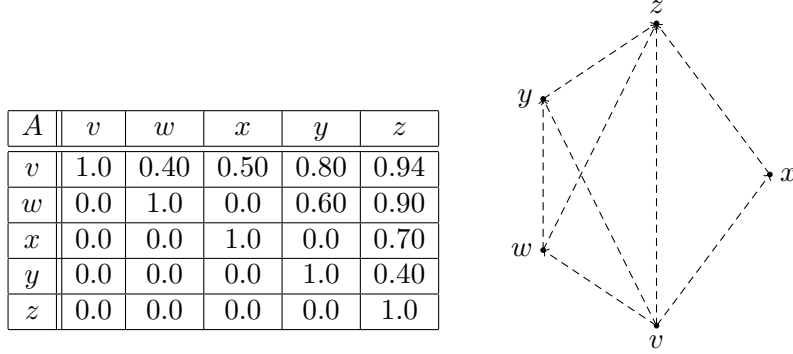 A v w x y z
v 1.0 0.40 0.50 0.80 0.94
w 0.0 1.0 0.0 0.60 0.90
x 0.0 0.0 1.0 0.0 0.70
y 0.0 0.0 0.0 1.0 0.40
z 0.0 0.0 0.0 0.0 1.0
z
y
x
w
v